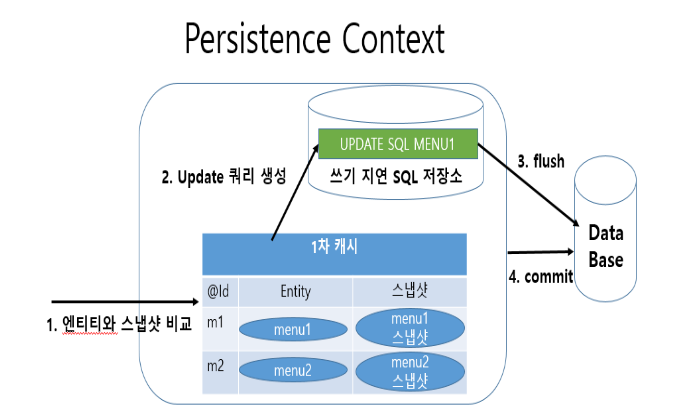 Persistence Context
UPDATE SQL MENU1
쓰기 지연 SQL 저장소
2. Update 쿼리 생성
3. flush
Data
Base
4. commit
1차 캐시
@Id Entity 스냅샷
1. 엔티티와 스냅샷 비교
m1 menu1 menu1
스냅샷
m2 menu2 menu2
스냅샷